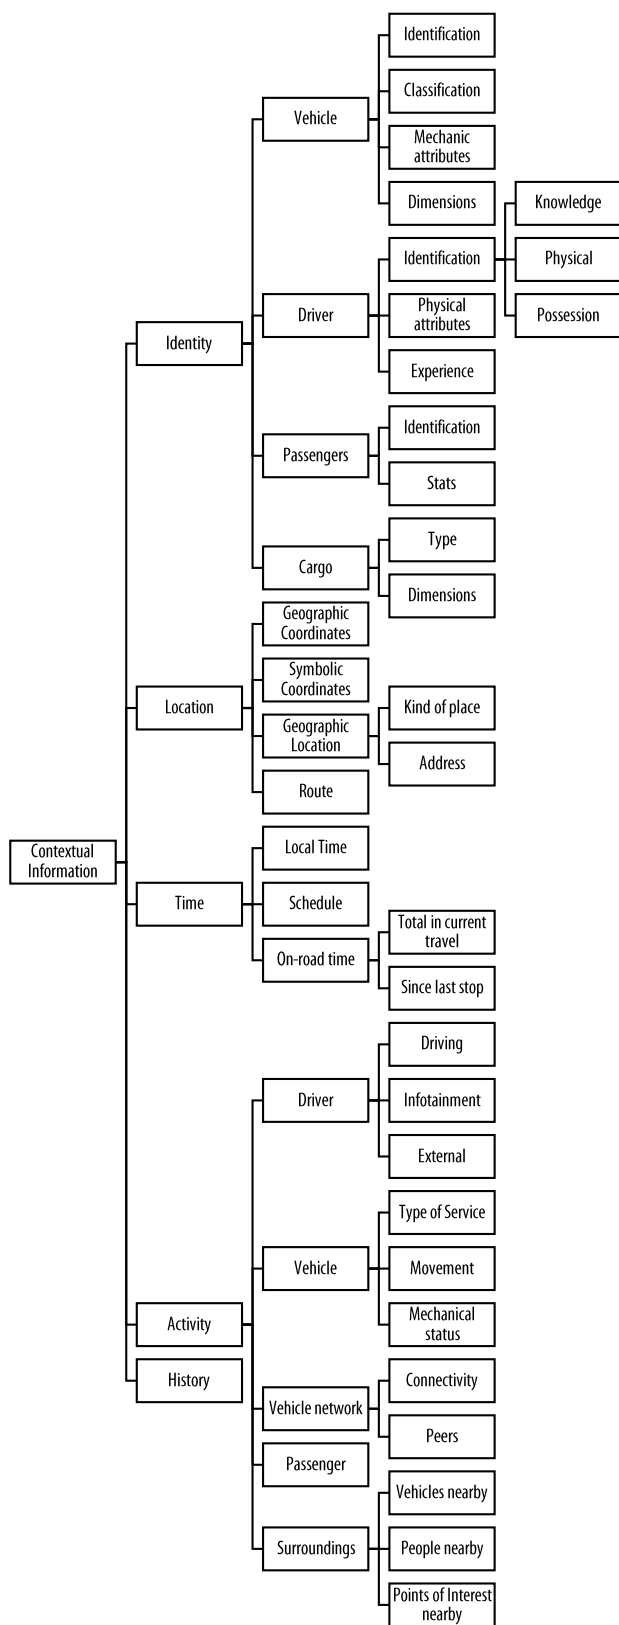 Identification
Classification
Vehicle
Mechanic
attributes
Dimensions
Knowledge
Identification
Physical
Driver
Physical
attributes
Possession
Identity
Experience
Identification
Passengers
Stats
Type
Cargo
Dimensions
Geographic
Coordinates
Symbolic
Coordinates
Location
Kind of place
Geographic
Location
Address
Route
Contextual
Information
Local Time
Time
Schedule
Total in current
travel
On-road time
Since last stop
Driving
Driver
Infotainment
External
Type of Service
Vehicle
Movement
Activity
Mechanical
status
History
Connectivity
Vehicle network
Peers
Passenger
Vehicles nearby
Surroundings
People nearby
Points of Interest
nearby